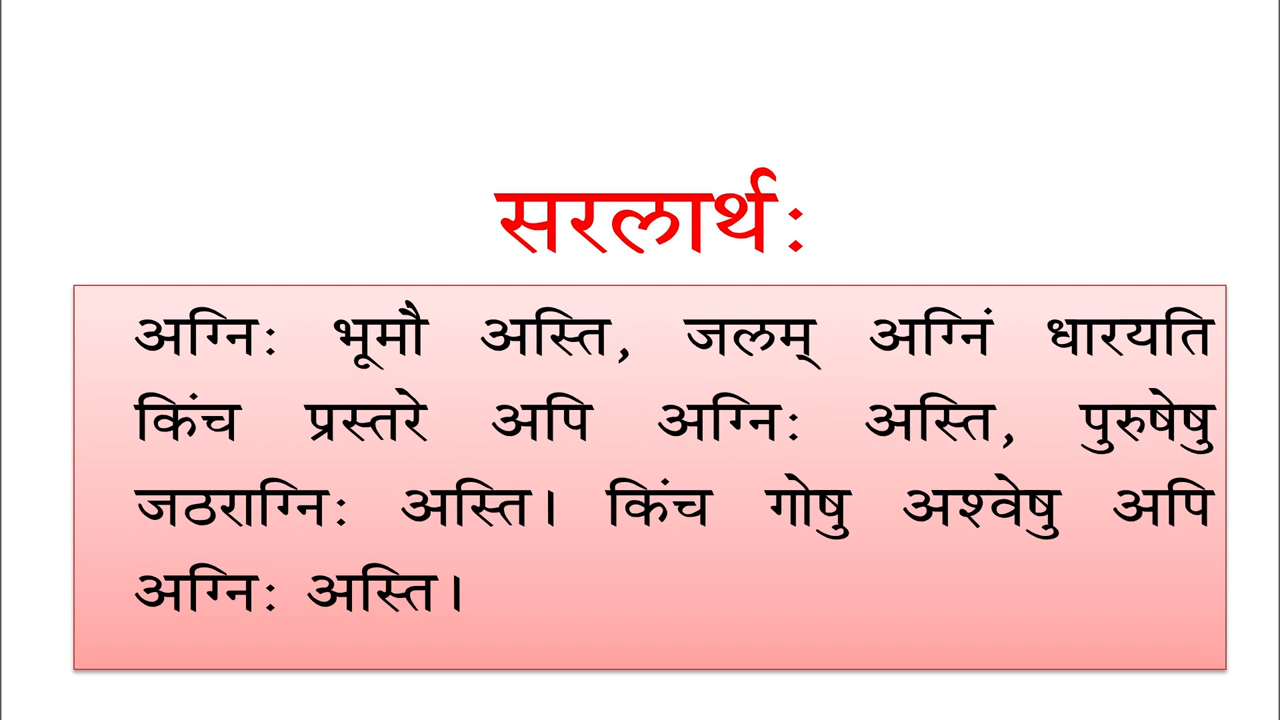 सरलार्थः
अग्निः भूमौ अस्ति, जलम् अग्निं धारयति
किंच प्रस्तरे अपि अग्निः अस्ति, पुरुषेषु
जठराग्निः अस्ति। किंच गोषु अश्वेषु अपि
अग्निः अस्ति।